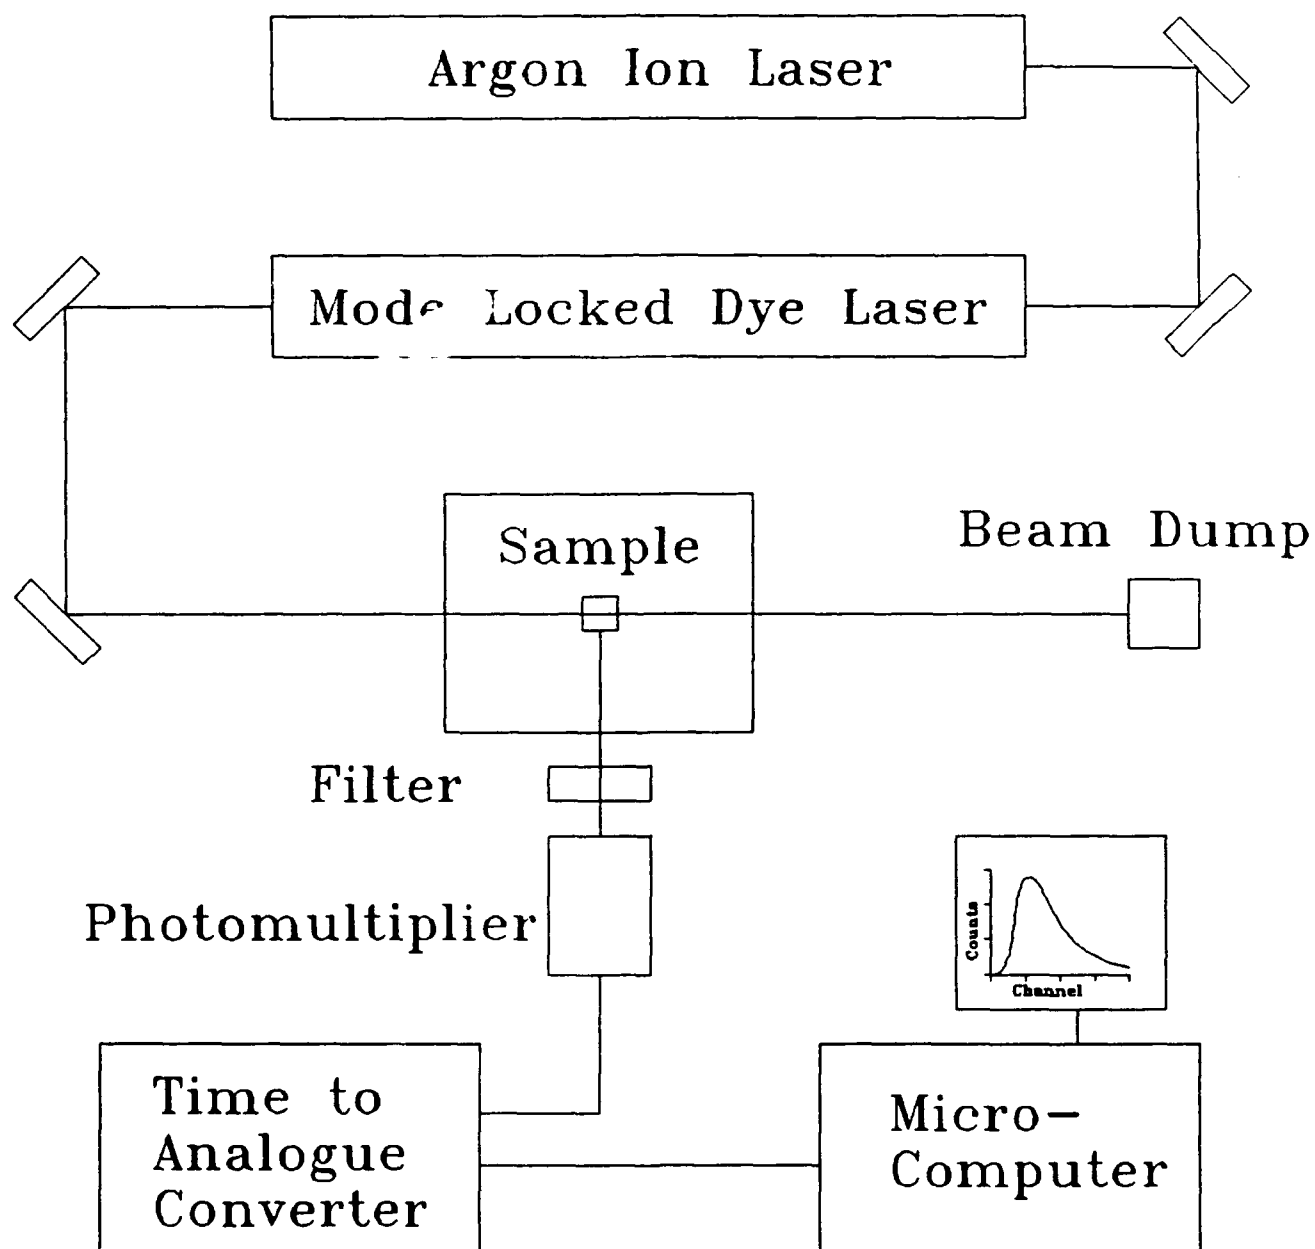 Argon Ion Laser
Mode Locked Dye Laser
Sample
Beam Dump
Filter
Photomultiplier
Counts
Channel
Time to
Analogue
Converter
Micro-
Computer